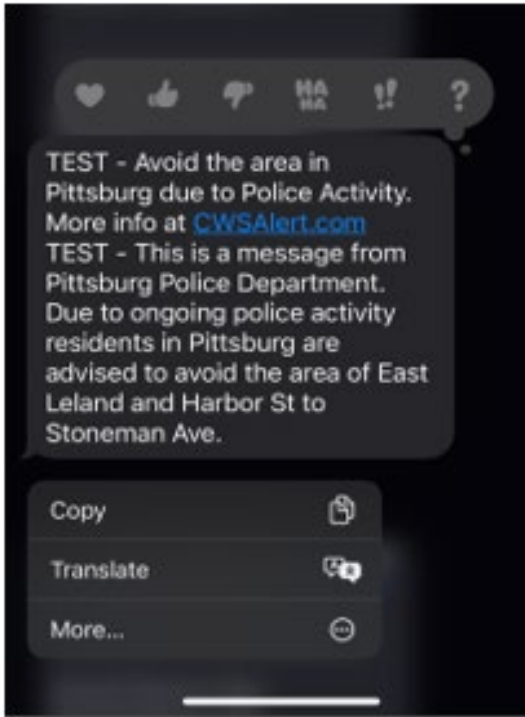 HA
HA
!!
?
TEST - Avoid the area in
Pittsburg due to Police Activity.
More info at CWSAlert.com
TEST - This is a message from
Pittsburg Police Department.
Due to ongoing police activity
residents in Pittsburg are
advised to avoid the area of East
Leland and Harbor St to
Stoneman Ave.
Copy
Translate
More...